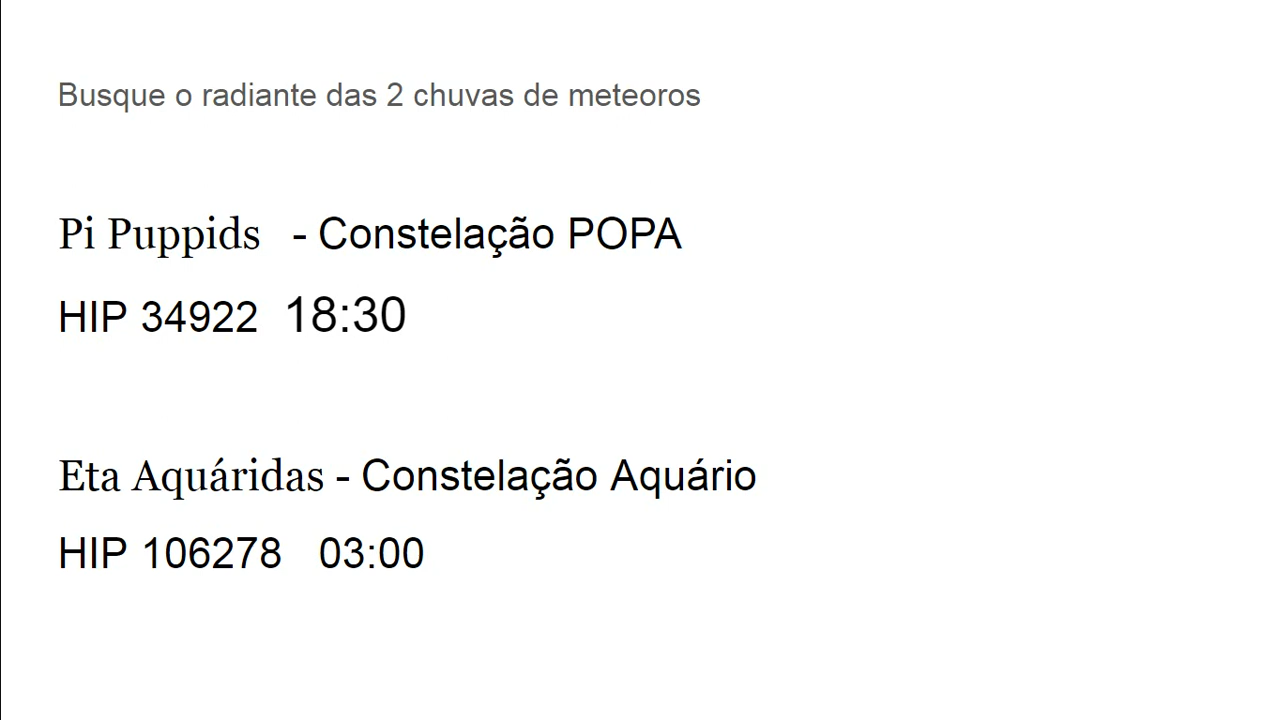 Busque o radiante das 2 chuvas de meteoros
Pi Puppids - Constelação POPA
HIP 34922 18:30
Eta Aquáridas - Constelação Aquário
HIP 106278 03:00